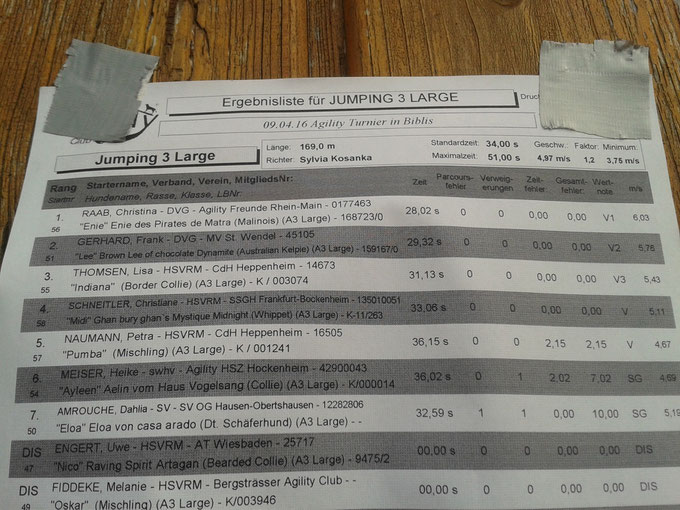 Ergebnisliste für JUMPING 3 LARGE
Druc
09.04.16 Agility Turnier in Biblis
Club
Jumping 3 Large
Länge: 169,0 m Standardzeit: 34,00 s Geschw.: Faktor: Minimum:
Richter: Sylvia Kosanka Maximalzeit: 51,00 s 4,97 m/s 1,2 3,75 m/s
Rang Startername, Verband, Verein, MitgliedsNr: Zeit Parcours- Verweig- Zeit- Gesamt- Wert-
Startnr Hundename, Rasse, Klasse, LBNr: fehler erungen fehler fehler note m/s
1. RAAB, Christina - DVG - Agility Freunde Rhein-Main - 0177463 28,02 s 0 0 0,00 0,00 V1 6,03
56 "Enie" Enie des Pirates de Matra (Malinois) (A3 Large) - 168723/0
2. GERHARD, Frank - DVG - MV St. Wendel - 45105 29,32 s 0 0 0,00 0,00 V2 5,76
51 "Lee" Brown Lee of chocolate Dynamite (Australian Kelpie) (A3 Large) - 159167/0
3. THOMSEN, Lisa - HSVRM - CdH Heppenheim - 14673 31,13 s 0 0 0,00 0,00 V3 5,43
55 "Indiana" (Border Collie) (A3 Large) - K / 003074
4. SCHNEITLER, Christiane - HSVRM - SSGH Frankfurt-Bockenheim - 135010051 33,06 s 0 0 0,00 0,00 V 5,11
58 "Midi" Ghan bury ghan`s Mystique Midnight (Whippet) (A3 Large) - K-11/263
5. NAUMANN, Petra - HSVRM - CdH Heppenheim - 16505 36,15 s 0 0 2,15 2,15 V 4,67
57 "Pumba" (Mischling) (A3 Large) - K / 001241
6. MEISER, Heike - swhv - Agility HSZ Hockenheim - 42900043 36,02 s 0 1 2,02 7,02 SG 4,69
54 "Ayleen" Aelin vom Haus Vogelsang (Collie) (A3 Large) - K/000014
7. AMROUCHE, Dahlia - SV - SV OG Hausen-Obertshausen - 12282806 32,59 s 1 1 0,00 10,00 SG 5,19
50 "Eloa" Eloa von casa arado (Dt. Schäferhund) (A3 Large) - -
DIS ENGERT, Uwe - HSVRM - AT Wiesbaden - 25717 00,00 s 0 0 0,00 0,00 DIS
47 "Nico" Raving Spirit Artagan (Bearded Collie) (A3 Large) - 9475/2
DIS FIDDEKE, Melanie - HSVRM - Bergsträsser Agility Club - - 00,00 s 0 0 0,00 0,00 DIS
49 "Oskar" (Mischling) (A3 Large) - K/003946